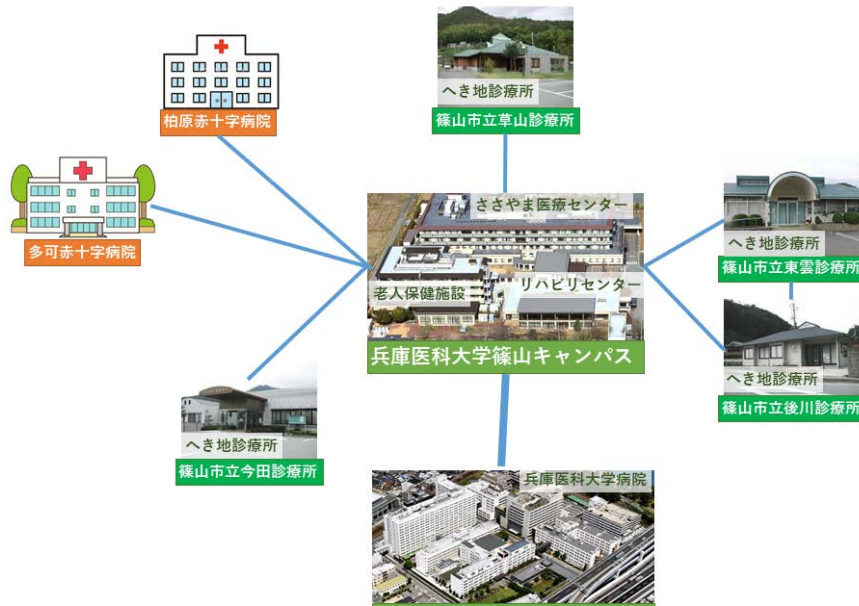 柏原赤十字病院
へき地診療所
篠山市立草山診療所
多可赤十字病院
ささやま医療センター
老人保健施設
リハビリセンター
兵庫医科大学篠山キャンパス
へき地診療所
篠山市立東雲診療所
へき地診療所
篠山市立後川診療所
へき地診療所
篠山市立今田診療所
兵庫医科大学病院